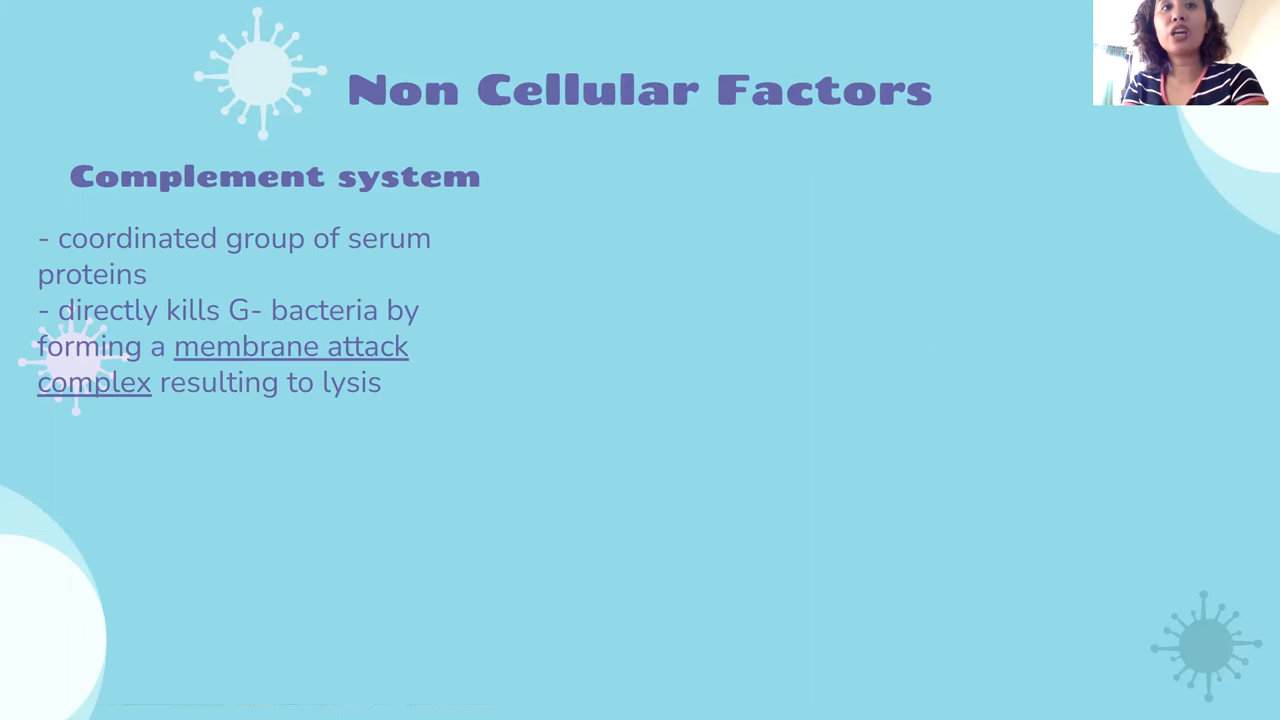 Non Cellular Factors
Complement system
- coordinated group of serum
proteins
- directly kills G- bacteria by
forming a membrane attack
complex resulting to lysis